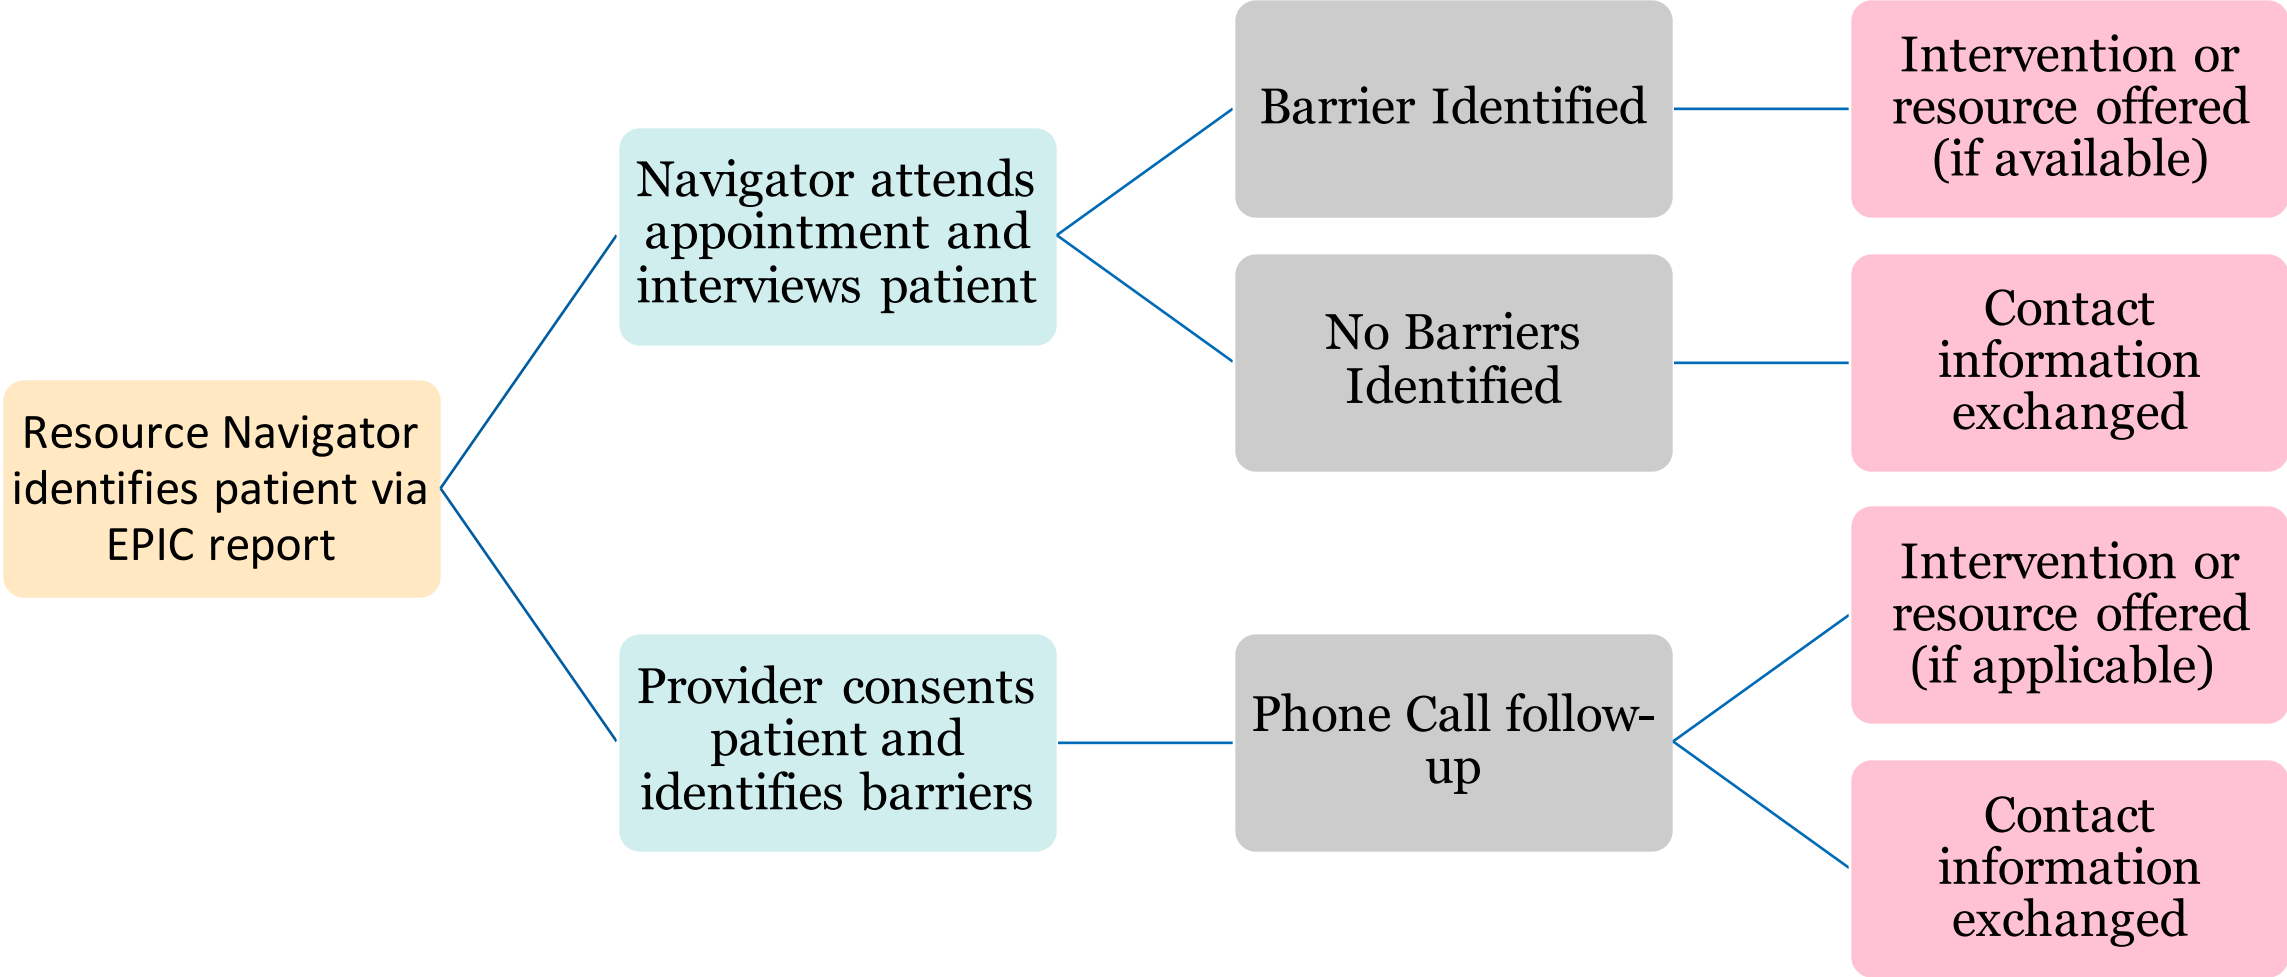 Resource Navigator
identifies patient via
EPIC report
Navigator attends
appointment and
interviews patient
Barrier Identified
Intervention or
resource offered
(if available)
No Barriers
Identified
Contact
information
exchanged
Provider consents
patient and
identifies barriers
Phone Call follow-
up
Intervention or
resource offered
(if applicable)
Contact
information
exchanged